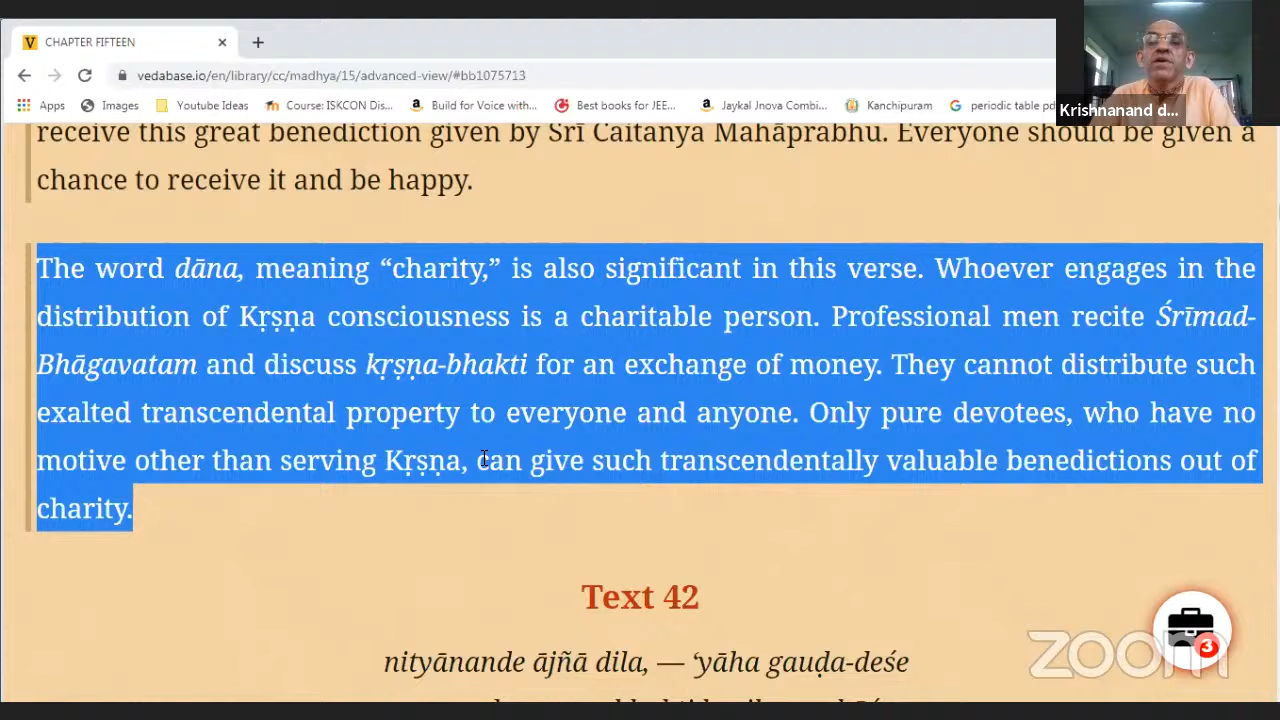 CHAPTER FIFTEEN
vedabase.io/en/library/cc/madhya/15/advanced-view/#bb1075713
Apps Images Youtube Ideas Course: ISKCON Dis... Build for Voice with... Best books for JEE... Jaykal Jnova Combi... Kanchipuram periodic table pd
Krishnanand d...
receive this great benediction given by Śrī Caitanya Mahāprabhu. Everyone should be given a
chance to receive it and be happy.
The word dāna, meaning “charity,” is also significant in this verse. Whoever engages in the
distribution of Kṛṣṇa consciousness is a charitable person. Professional men recite Śrīmad-
Bhāgavatam and discuss kṛṣṇa-bhakti for an exchange of money. They cannot distribute such
exalted transcendental property to everyone and anyone. Only pure devotees, who have no
motive other than serving Kṛṣṇa, can give such transcendentally valuable benedictions out of
charity.
Text 42
nityānande ājñā dila, — ‘yāha gauḍa-deśe
3
zoom